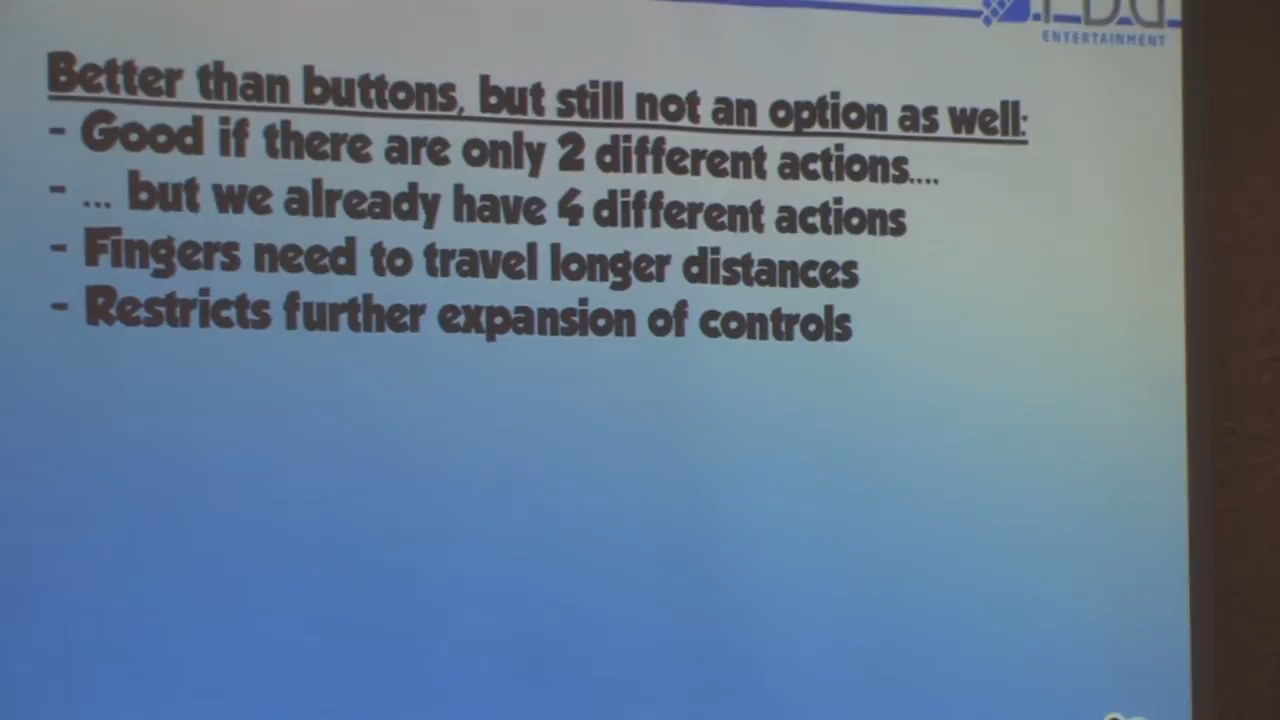 ENTERTAINMENT
Better than buttons, but still not an option as well:
- Good if there are only 2 different actions....
- ... but we already have 4 different actions
- Fingers need to travel longer distances
- Restricts further expansion of controls